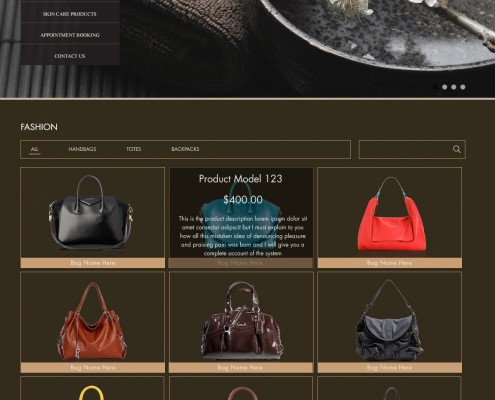 SKIN CARE PRODUCTS
APPOINTMENT BOOKING
CONTACT US
FASHION
ALL HANDBAGS TOTES BACKPACKS
Product Model 123
$400.00
This is the product description lorem ipsum dolor sit
amet consectur adipscit but I must explain to you
how all this mistaken idea of denouncing pleasure
and praising pain was born and I will give you a
complete account of the system
Bag Name Here Bag Name Here Bag Name Here
Bag Name Here Bag Name Here Bag Name Here